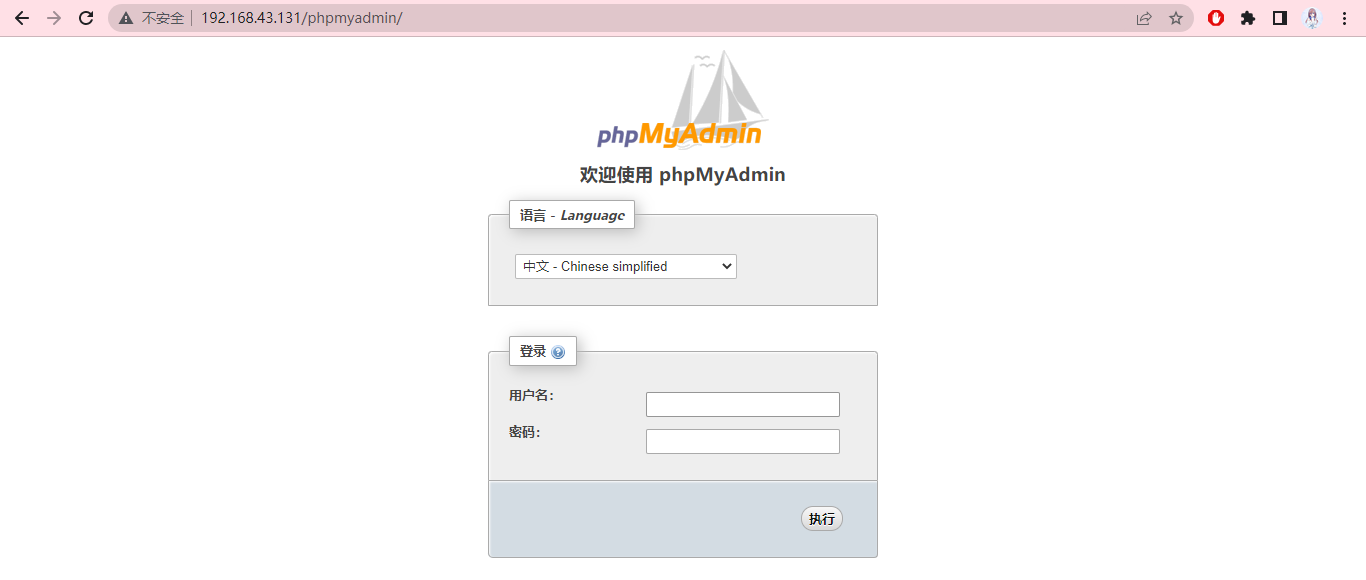 不安全 192.168.43.131/phpmyadmin/
phpMyAdmin
欢迎使用 phpMyAdmin
语言 - Language
中文 - Chinese simplified
登录
用户名：
密码：
执行